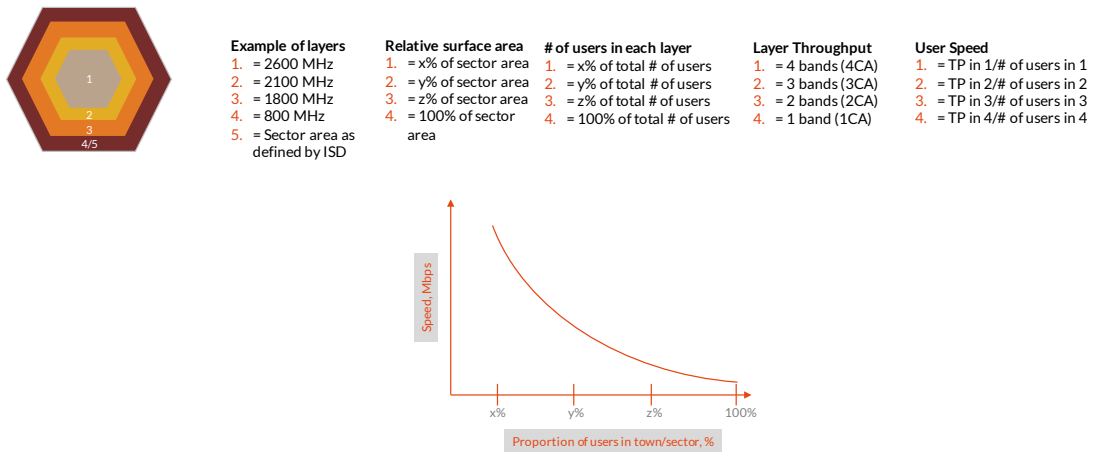 1
2
3
4/5
Example of layers
1. = 2600 MHz
2. = 2100 MHz
3. = 1800 MHz
4. = 800 MHz
5. = Sector area as
defined by ISD
Relative surface area
1. = x% of sector area
2. = y% of sector area
3. = z% of sector area
4. = 100% of sector
area
# of users in each layer
1. = x% of total # of users
2. = y% of total # of users
3. = z% of total # of users
4. = 100% of total # of users
Layer Throughput
1. = 4 bands (4CA)
2. = 3 bands (3CA)
3. = 2 bands (2CA)
4. = 1 band (1CA)
User Speed
1. = TP in 1/# of users in 1
2. = TP in 2/# of users in 2
3. = TP in 3/# of users in 3
4. = TP in 4/# of users in 4
Speed, Mbps
x% y% z% 100%
Proportion of users in town/sector, %